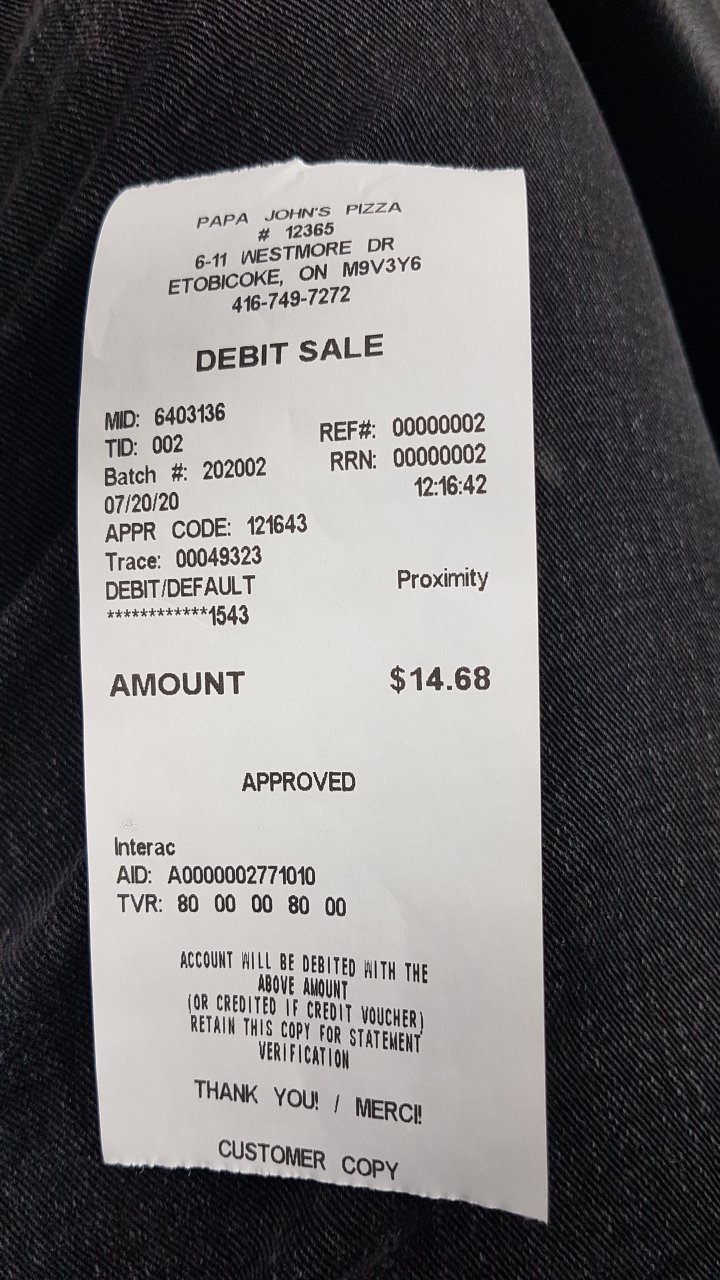 PAPA JOHN'S PIZZA
# 12365
6-11 WESTMORE DR
ETOBICOKE, ON M9V3Y6
416-749-7272
DEBIT SALE
MID: 6403136
TID: 002 REF#: 00000002
Batch #: 202002 RRN: 00000002
07/20/20 12:16:42
APPR CODE: 121643
Trace: 00049323
DEBIT/DEFAULT Proximity
************1543
AMOUNT $14.68
APPROVED
Interac
AID: A0000002771010
TVR: 80 00 00 80 00
ACCOUNT WILL BE DEBITED WITH THE
ABOVE AMOUNT
(OR CREDITED IF CREDIT VOUCHER)
RETAIN THIS COPY FOR STATEMENT
VERIFICATION
THANK YOU! / MERCI!
CUSTOMER COPY